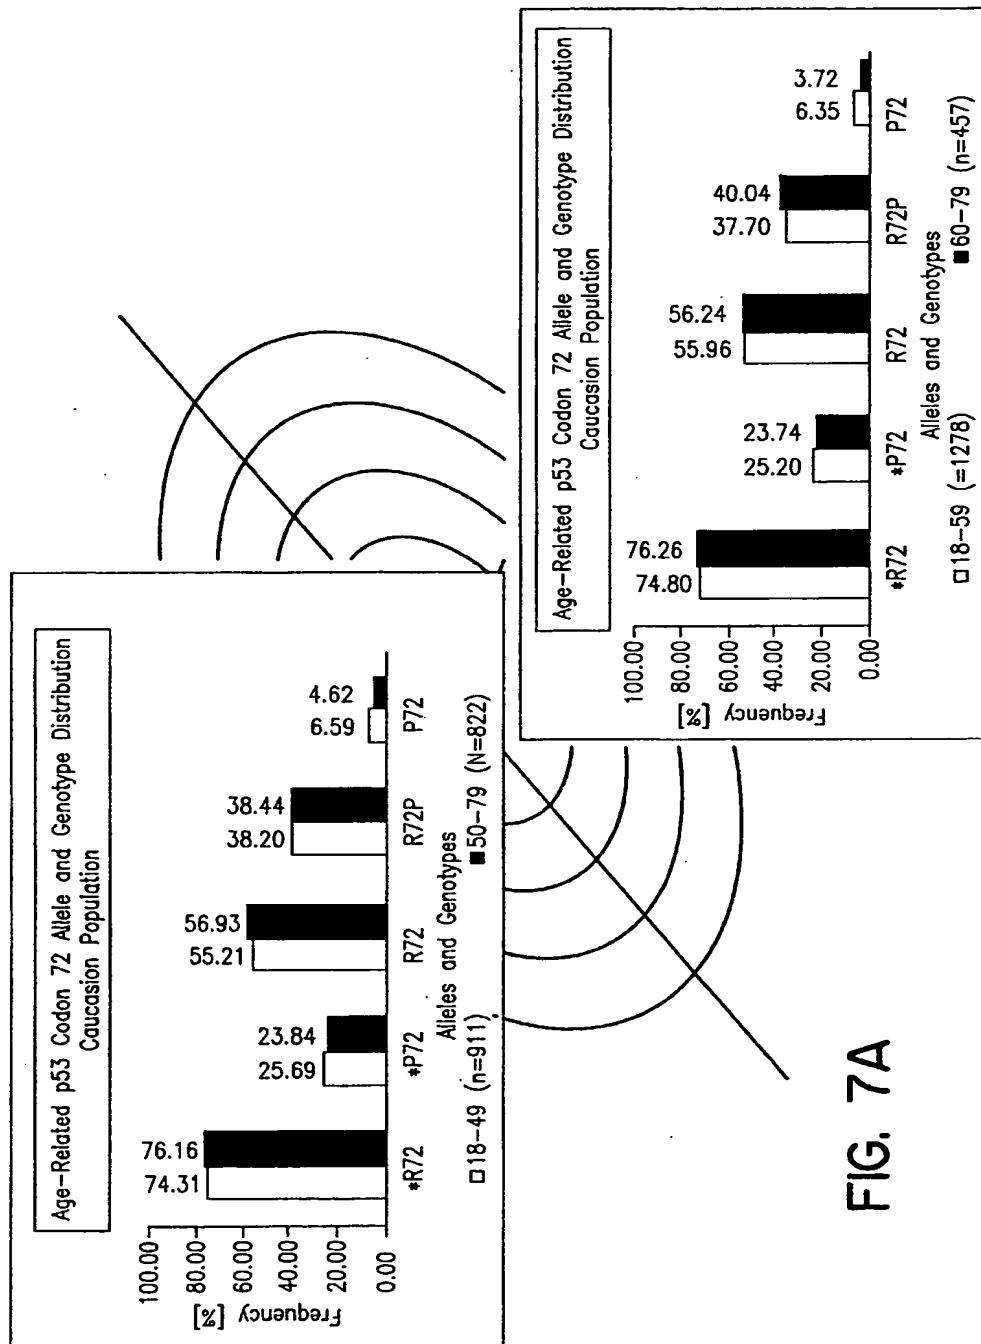 Age-Related p53 Codon 72 Allele and Genotype Distribution
Caucasion Population
Frequency [%]
100.00
80.00
60.00
40.00
20.00
0.00
74.31 76.16
25.69 23.84
55.21 56.93
38.20 38.44
6.59 4.62
*R72 *P72 R72 R72P P72
Alleles and Genotypes
□18-49 (n=911) ■50-79 (N=822)
Age-Related p53 Codon 72 Allele and Genotype Distribution
Caucasion Population
Frequency [%]
100.00
80.00
60.00
40.00
20.00
0.00
74.80 76.26
25.20 23.74
55.96 56.24
37.70 40.04
6.35 3.72
*R72 *P72 R72 R72P P72
Alleles and Genotypes
□18-59 (=1278) ■60-79 (n=457)
FIG. 7A